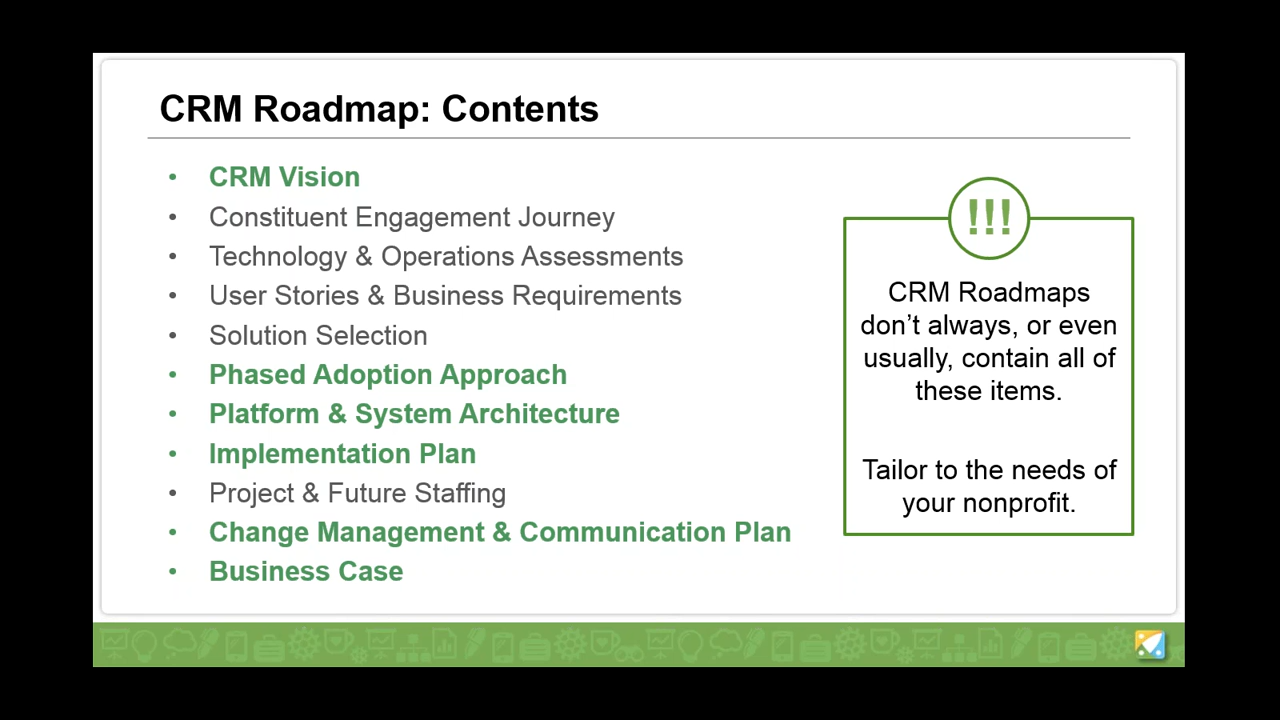 CRM Roadmap: Contents
• CRM Vision
• Constituent Engagement Journey
• Technology & Operations Assessments
• User Stories & Business Requirements
• Solution Selection
• Phased Adoption Approach
• Platform & System Architecture
• Implementation Plan
• Project & Future Staffing
• Change Management & Communication Plan
• Business Case
!!!
CRM Roadmaps
don’t always, or even
usually, contain all of
these items.
Tailor to the needs of
your nonprofit.